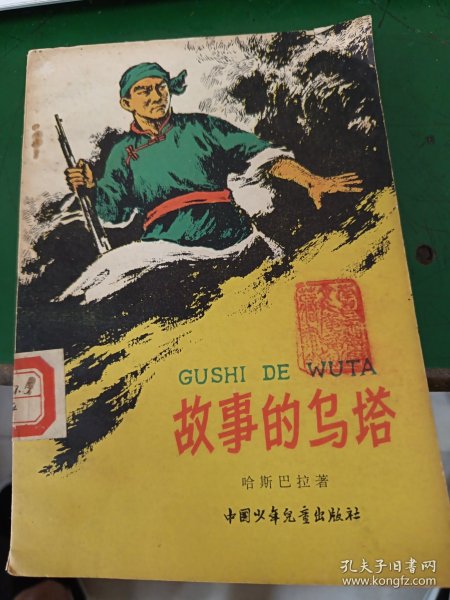 GUSHI DE WUTA
故事的乌塔
哈斯巴拉著
中国少年儿童出版社
孔夫子旧书网
www.kongfz.com